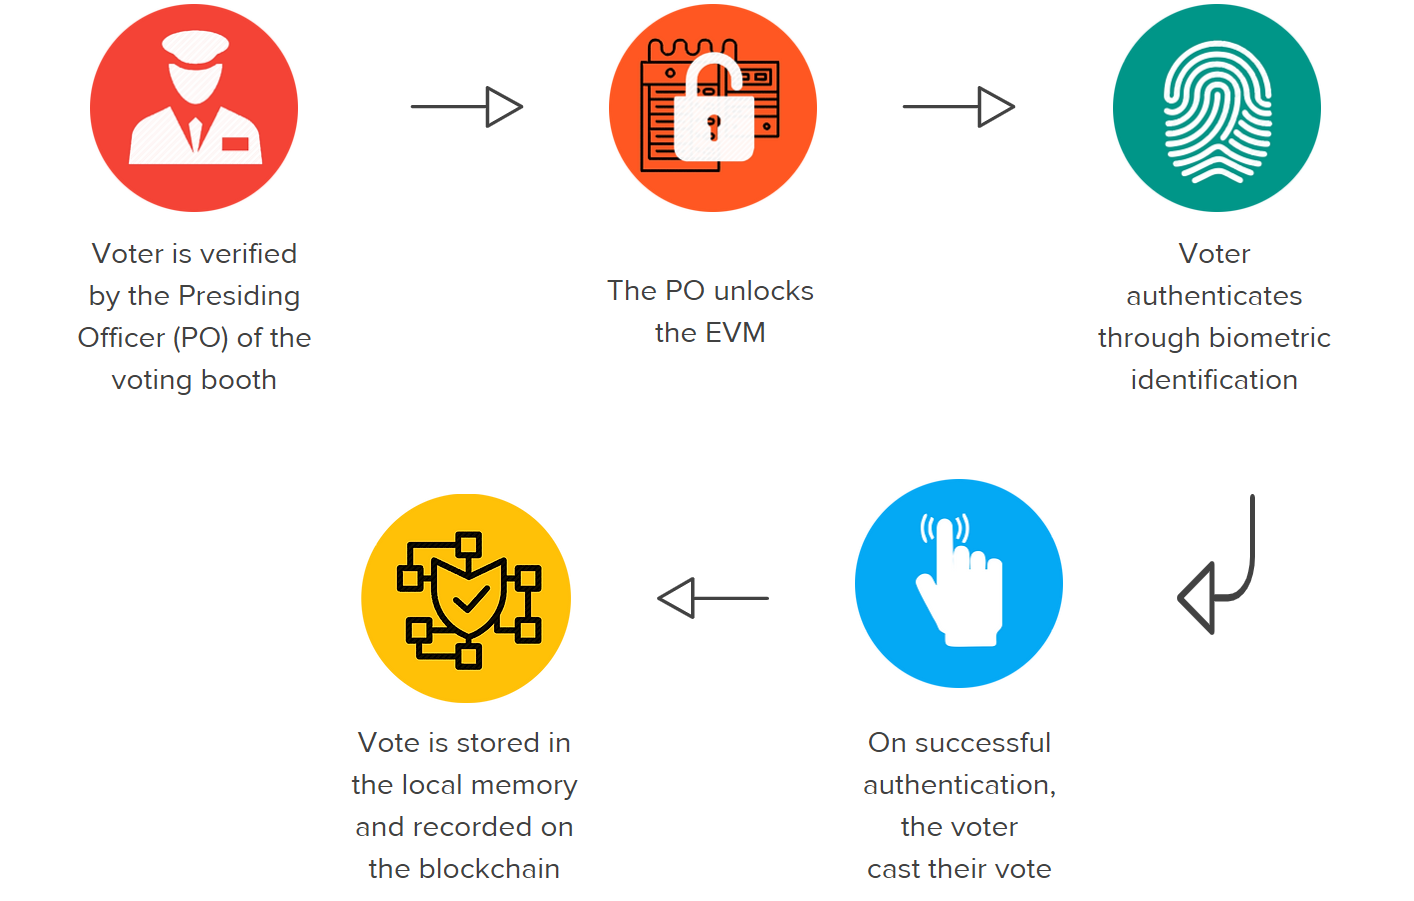 Voter is verified
by the Presiding
Officer (PO) of the
voting booth
The PO unlocks
the EVM
Voter
authenticates
through biometric
identification
On successful
authentication,
the voter
cast their vote
Vote is stored in
the local memory
and recorded on
the blockchain